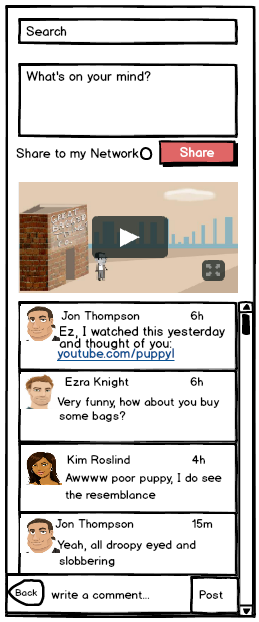 Search
What's on your mind?
Share to my Network
Share
GREAT
Jon Thompson 6h
Ez, I watched this yesterday
and thought of you:
youtube.com/puppyl
Ezra Knight 6h
Very funny, how about you buy
some bags?
Kim Roslind 4h
Awwww poor puppy, I do see
the resemblance
Jon Thompson 15m
Yeah, all droopy eyed and
slobbering
Back
write a comment...
Post